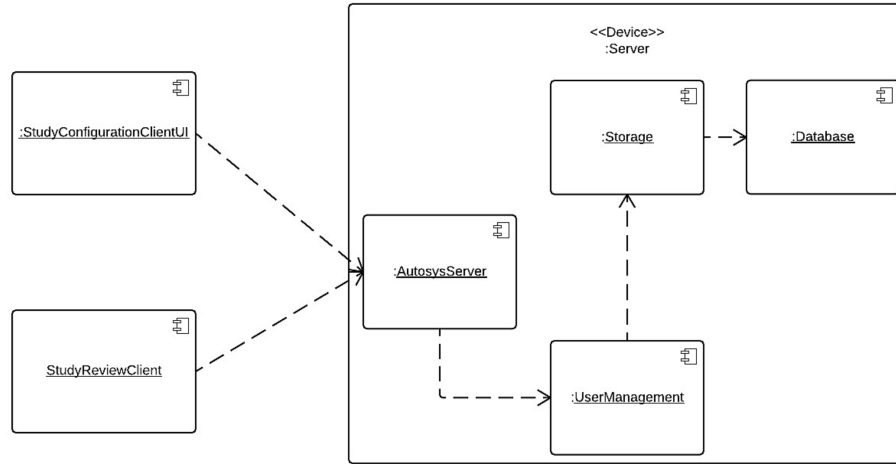 <<Device>>
:Server
:StudyConfigurationClientUI
:Storage
:Database
:AutosysServer
StudyReviewClient
:UserManagement